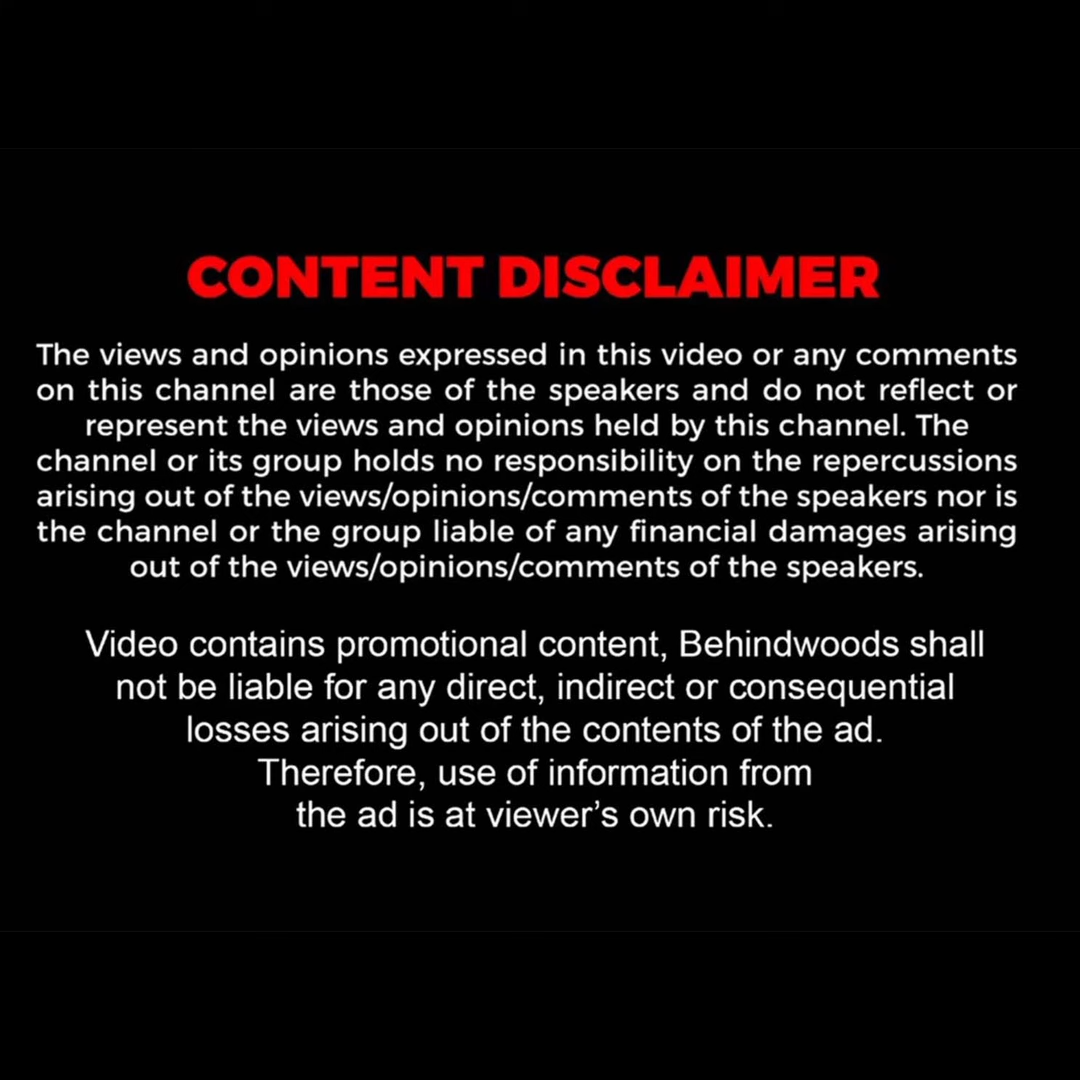 CONTENT DISCLAIMER
The views and opinions expressed in this video or any comments
on this channel are those of the speakers and do not reflect or
represent the views and opinions held by this channel. The
channel or its group holds no responsibility on the repercussions
arising out of the views/opinions/comments of the speakers nor is
the channel or the group liable of any financial damages arising
out of the views/opinions/comments of the speakers.
Video contains promotional content, Behindwoods shall
not be liable for any direct, indirect or consequential
losses arising out of the contents of the ad.
Therefore, use of information from
the ad is at viewer’s own risk.